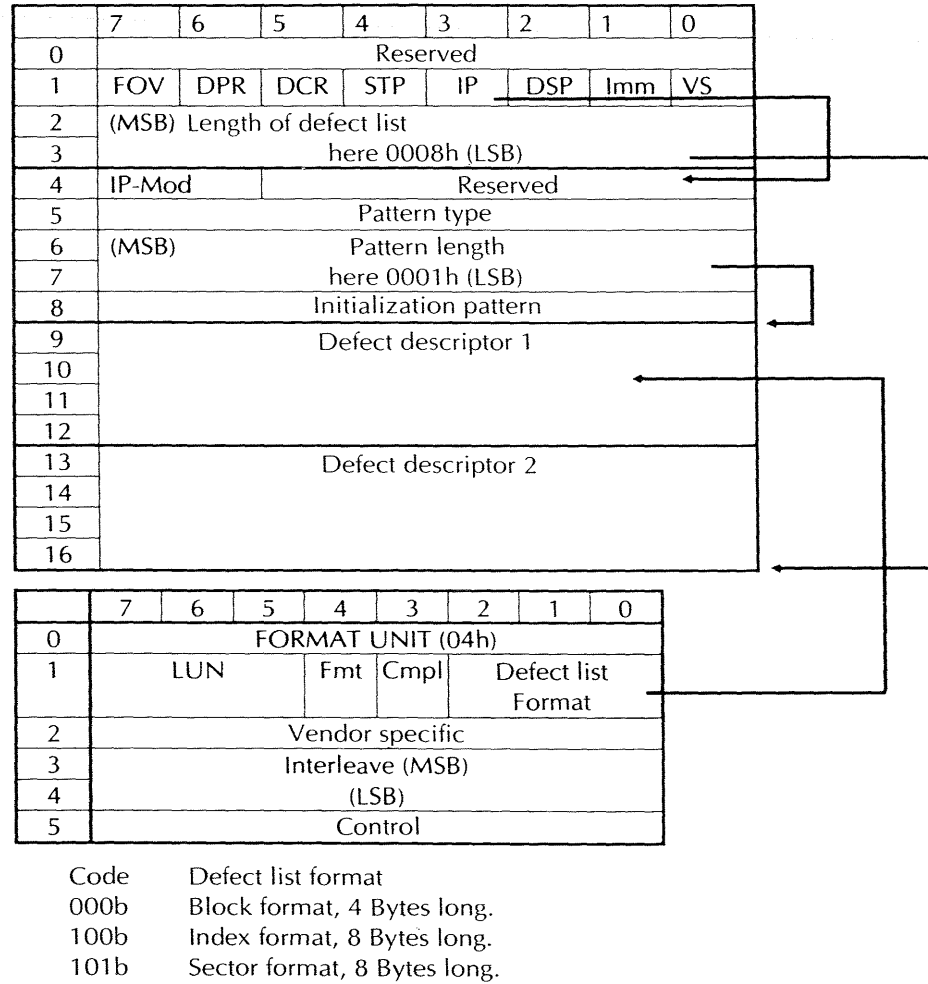 7 6 5 4 3 2 1 0
0 Reserved
1 FOV DPR DCR STP IP DSP Imm VS
2 (MSB) Length of defect list
3 here 0008h (LSB)
4 IP-Mod Reserved
5 Pattern type
6 (MSB) Pattern length
7 here 0001h (LSB)
8 Initialization pattern
9 Defect descriptor 1
10
11
12
13 Defect descriptor 2
14
15
16
7 6 5 4 3 2 1 0
0 FORMAT UNIT (04h)
1 LUN Fmt Cmpl Defect list
Format
2 Vendor specific
3 Interleave (MSB)
4 (LSB)
5 Control
Code Defect list format
000b Block format, 4 Bytes long.
100b Index format, 8 Bytes long.
101b Sector format, 8 Bytes long.